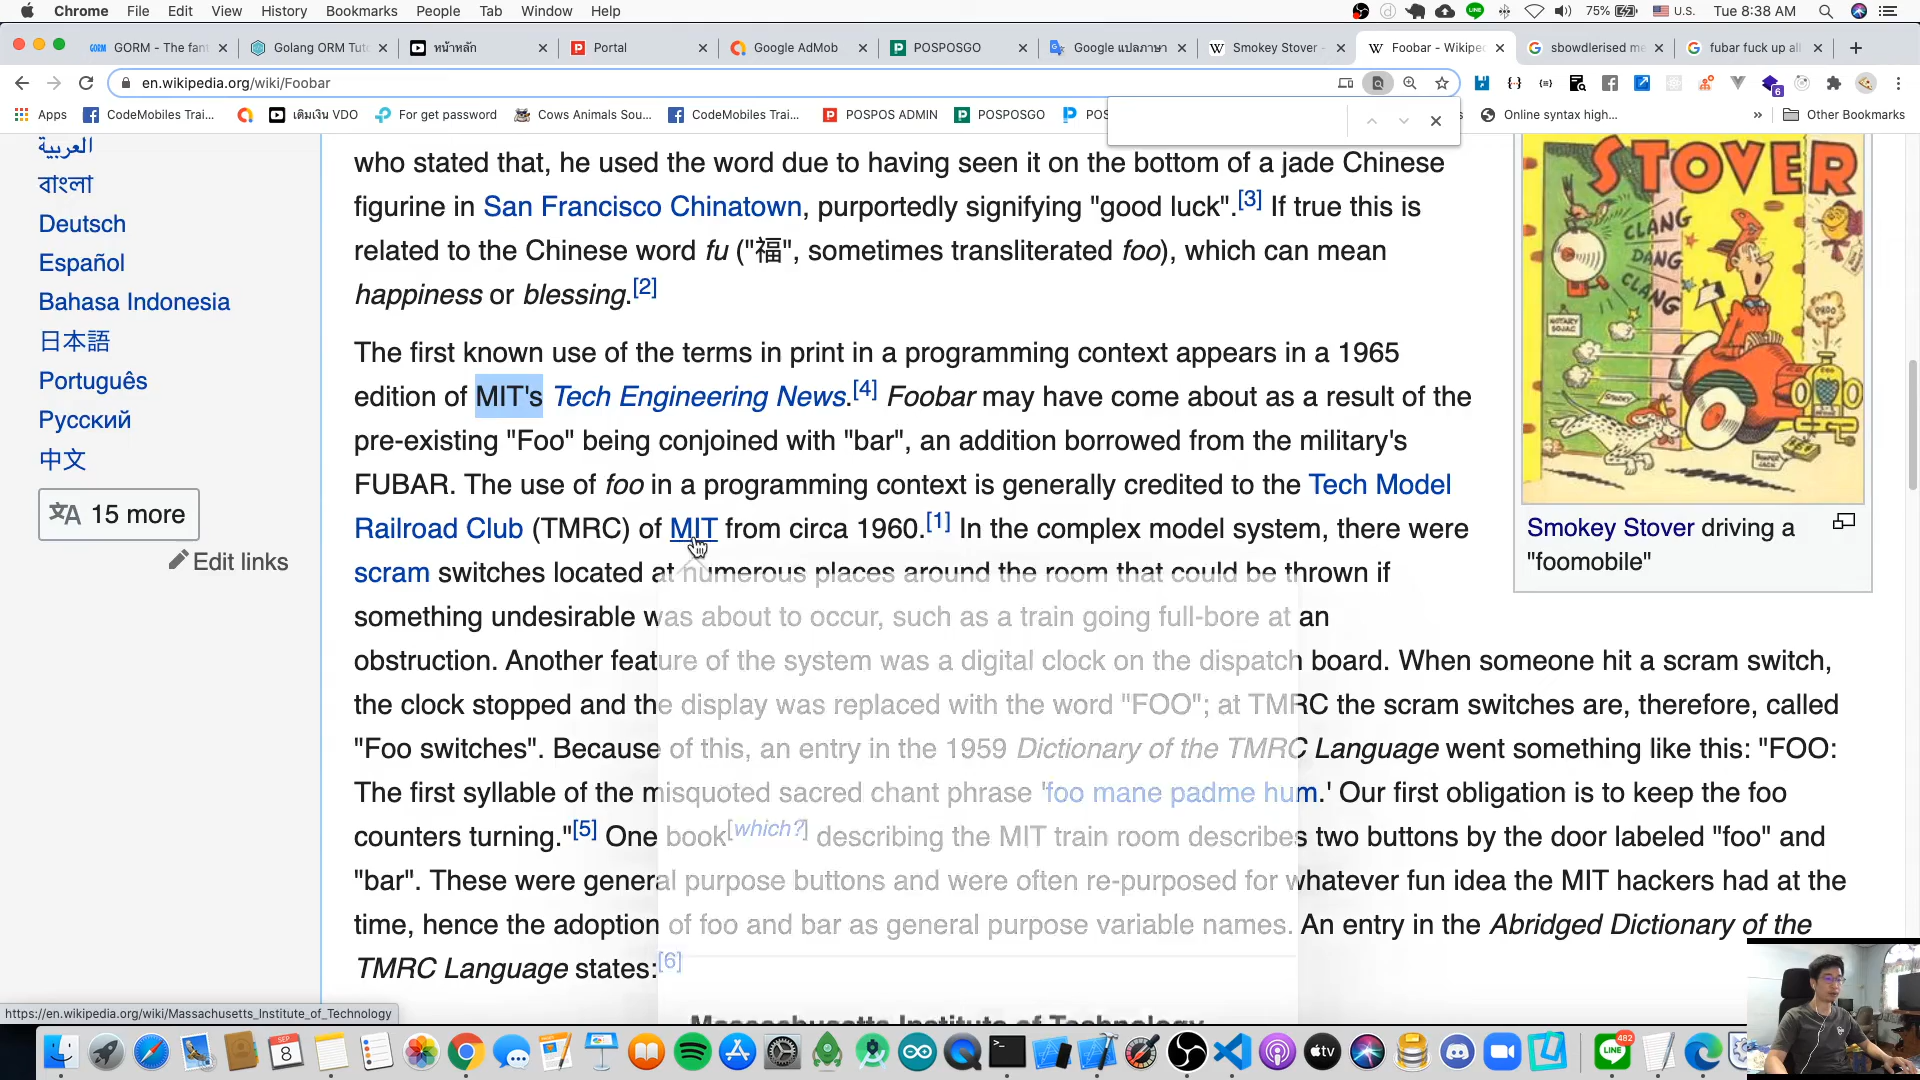 Chrome File Edit View History Bookmarks People Tab Window Help 75% U.S. Tue 8:38 AM
GORM - The fan Golang ORM Tut หน้าหลัก Portal Google AdMob POSPOSGO Google แปลภาษา Smokey Stover - Foobar - Wikipe sbowdlerised me fubar fuck up all
en.wikipedia.org/wiki/Foobar
Apps CodeMobiles Trai... เติมเงิน VDO For get password Cows Animals Sou... CodeMobiles Trai... POSPOS ADMIN POSPOSGO POS Online syntax high... » Other Bookmarks
العربية
বাংলা
Deutsch
Español
Bahasa Indonesia
日本語
Português
Русский
中文
15 more
Edit links
who stated that, he used the word due to having seen it on the bottom of a jade Chinese
figurine in San Francisco Chinatown, purportedly signifying "good luck".[3] If true this is
related to the Chinese word fu ("福", sometimes transliterated foo), which can mean
happiness or blessing.[2]
The first known use of the terms in print in a programming context appears in a 1965
edition of MIT's Tech Engineering News.[4] Foobar may have come about as a result of the
pre-existing "Foo" being conjoined with "bar", an addition borrowed from the military's
FUBAR. The use of foo in a programming context is generally credited to the Tech Model
Railroad Club (TMRC) of MIT from circa 1960.[1] In the complex model system, there were
scram switches located at numerous places around the room that could be thrown if
something undesirable was about to occur, such as a train going full-bore at an
obstruction. Another feature of the system was a digital clock on the dispatch board. When someone hit a scram switch,
the clock stopped and the display was replaced with the word "FOO"; at TMRC the scram switches are, therefore, called
"Foo switches". Because of this, an entry in the 1959 Dictionary of the TMRC Language went something like this: "FOO:
The first syllable of the misquoted sacred chant phrase 'foo mane padme hum.' Our first obligation is to keep the foo
counters turning."[5] One book[which?] describing the MIT train room describes two buttons by the door labeled "foo" and
"bar". These were general purpose buttons and were often re-purposed for whatever fun idea the MIT hackers had at the
time, hence the adoption of foo and bar as general purpose variable names. An entry in the Abridged Dictionary of the
TMRC Language states:[6]
Massachusetts Institute of Technology
STOVER
CLANG
DANG
CLANG
NOTARY
SOJAC
PHOO
Smokey Stover driving a
"foomobile"
https://en.wikipedia.org/wiki/Massachusetts_Institute_of_Technology
SEP
8
tv
482
6